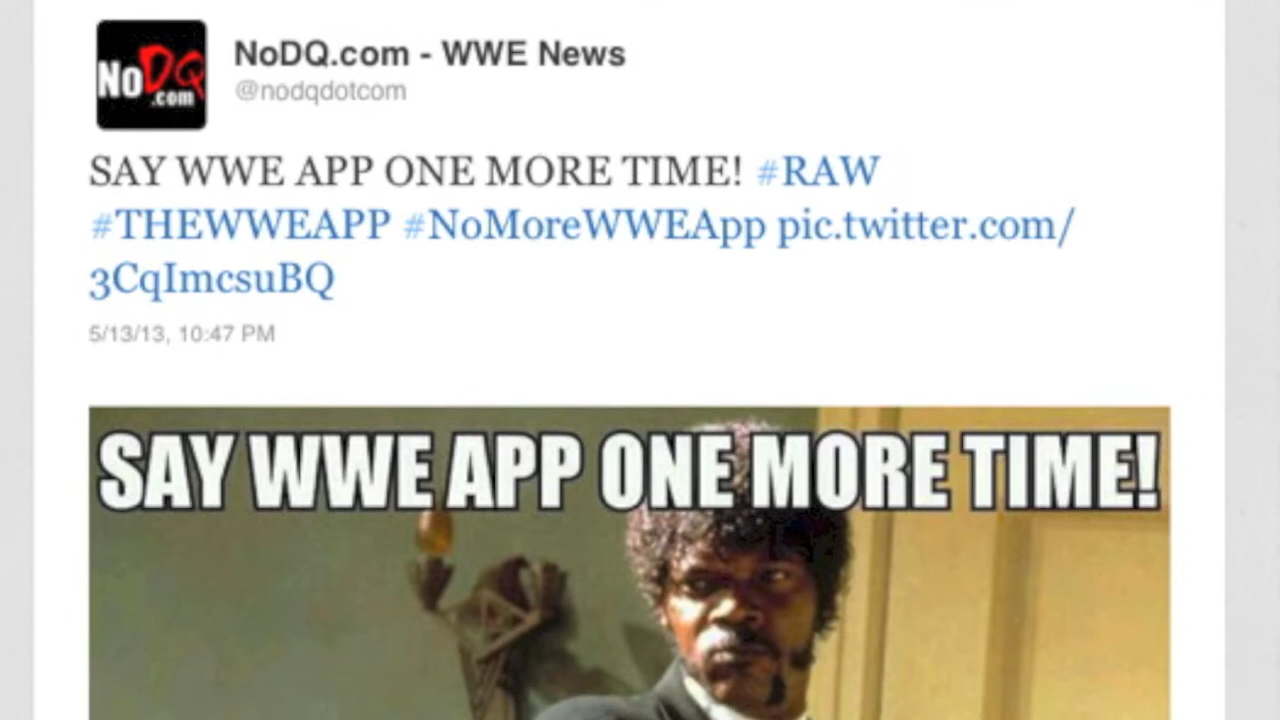 NoDQ
.com
NoDQ.com - WWE News
@nodqdotcom
SAY WWE APP ONE MORE TIME! #RAW
#THEWWEAPP #NoMoreWWEApp pic.twitter.com/
3CqImcsuBQ
5/13/13, 10:47 PM
SAY WWE APP ONE MORE TIME!